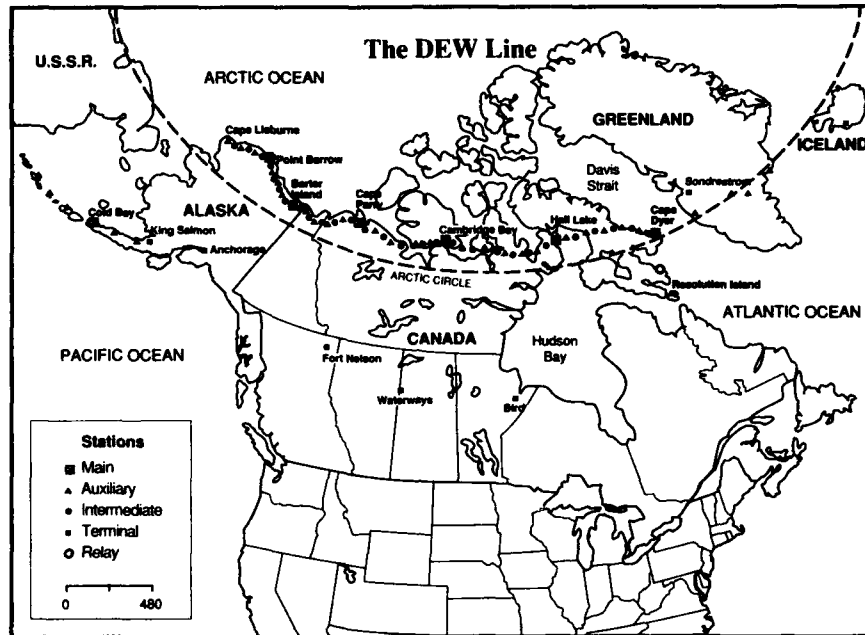 The DEW Line
U.S.S.R.
ARCTIC OCEAN
GREENLAND
ICELAND
Cape Lisburne
Point Barrow
Barter
Island
Cape
Parry
Davis
Strait
Sondrestrom
Cold Bay
ALASKA
King Salmon
Anchorage
Cambridge Bay
Hall Lake
Cape
Dyer
ARCTIC CIRCLE
Resolution Island
ATLANTIC OCEAN
PACIFIC OCEAN
CANADA
Hudson
Bay
Fort Nelson
Waterways
Bird
Stations
Main
Auxiliary
Intermediate
Terminal
Relay
0 480